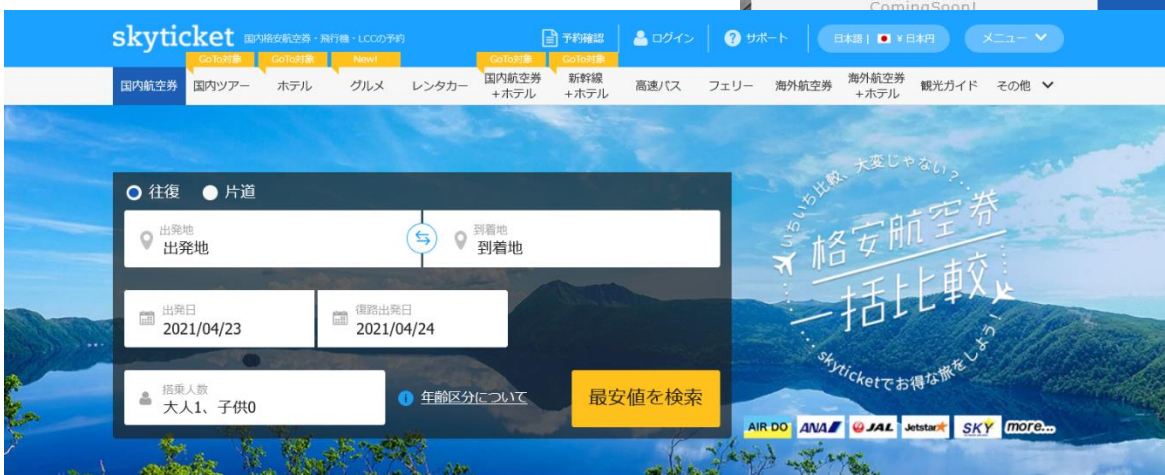 ComingSoon!
skyticket 国内格安航空券・飛行機・LCCの予約 予約確認 ログイン ? サポート 日本語 | ¥ 日本円 メニュー
GoTo対象 GoTo対象 New! GoTo対象 GoTo対象
国内航空券 国内ツアー ホテル グルメ レンタカー 国内航空券+ホテル 新幹線+ホテル 高速バス フェリー 海外航空券 海外航空券+ホテル 観光ガイド その他
往復 片道
出発地 到着地
出発地 到着地
出発日 復路出発日
2021/04/23 2021/04/24
搭乗人数
大人1、子供0
i 年齢区分について
最安値を検索
いちいち比較、大変じゃない?
格安航空券
一括比較
skyticketでお得な旅をしよう!
AIR DO ANA JAL Jetstar SKY more...